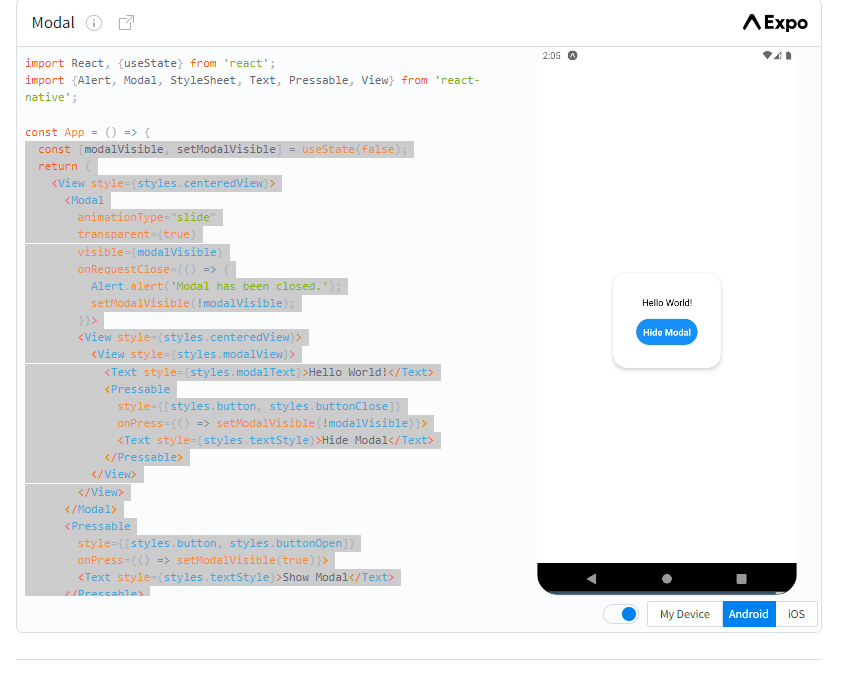 Modal
Expo
import React, {useState} from 'react';
import {Alert, Modal, StyleSheet, Text, Pressable, View} from 'react-
native';
const App = () => {
const [modalVisible, setModalVisible] = useState(false);
return (
<View style={styles.centeredView}>
<Modal
animationType="slide"
transparent={true}
visible={modalVisible}
onRequestClose={() => {
Alert.alert('Modal has been closed.');
setModalVisible(!modalVisible);
}}>
<View style={styles.centeredView}>
<View style={styles.modalView}>
<Text style={styles.modalText}>Hello World!</Text>
<Pressable
style={[styles.button, styles.buttonClose]}
onPress={() => setModalVisible(!modalVisible)}>
<Text style={styles.textStyle}>Hide Modal</Text>
</Pressable>
</View>
</View>
</Modal>
<Pressable
style={[styles.button, styles.buttonOpen]}
onPress={() => setModalVisible(true)}>
<Text style={styles.textStyle}>Show Modal</Text>
</Pressable>
2:05
Hello World!
Hide Modal
My Device
Android
iOS